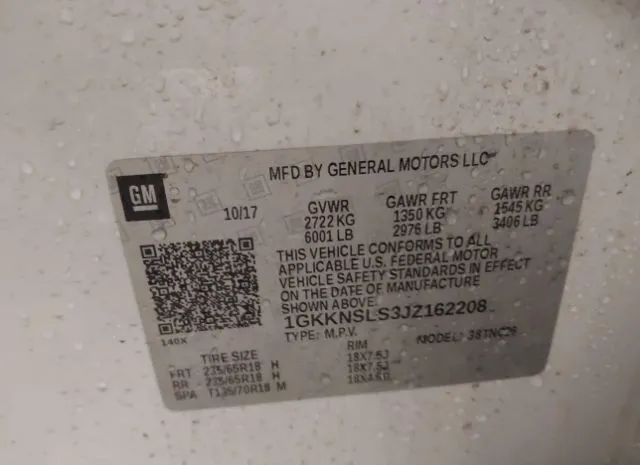 MFD BY GENERAL MOTORS LLC
GM
10/17 GVWR GAWR FRT GAWR RR
2722 KG 1350 KG 1545 KG
6001 LB 2976 LB 3406 LB
THIS VEHICLE CONFORMS TO ALL
APPLICABLE U.S. FEDERAL MOTOR
VEHICLE SAFETY STANDARDS IN EFFECT
ON THE DATE OF MANUFACTURE
SHOWN ABOVE.
1GKKNSLS3JZ162208
140X TYPE: M.P.V. MODEL:
TIRE SIZE RIM
FRT 235/65R18 H 18X7.5J
RR 235/65R18 H 18X7.5J
SPA T135/70R18 M